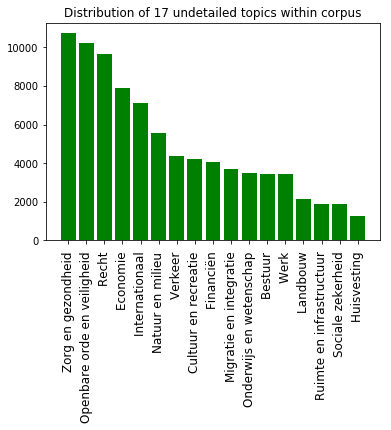 Distribution of 17 undetailed topics within corpus
10000
8000
6000
4000
2000
0
Zorg en gezondheid
Openbare orde en veiligheid
Recht
Economie
Internationaal
Natuur en milieu
Verkeer
Cultuur en recreatie
Financiën
Migratie en integratie
Onderwijs en wetenschap
Bestuur
Werk
Landbouw
Ruimte en infrastructuur
Sociale zekerheid
Huisvesting